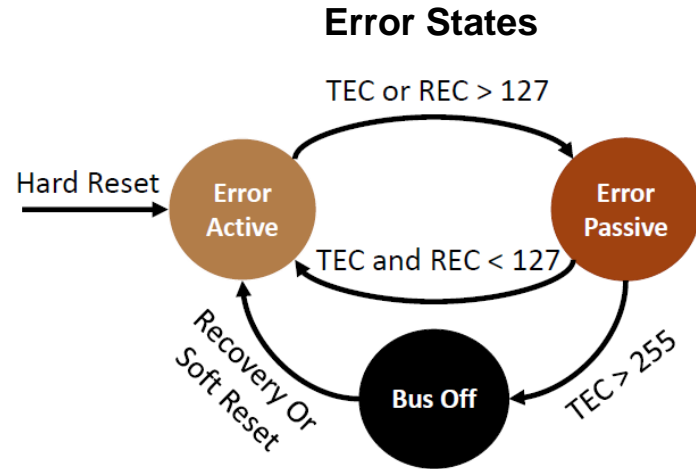 Error States
TEC or REC > 127
Hard Reset
Error
Active
Error
Passive
TEC and REC < 127
Recovery Or
Soft Reset
Bus Off
TEC > 255